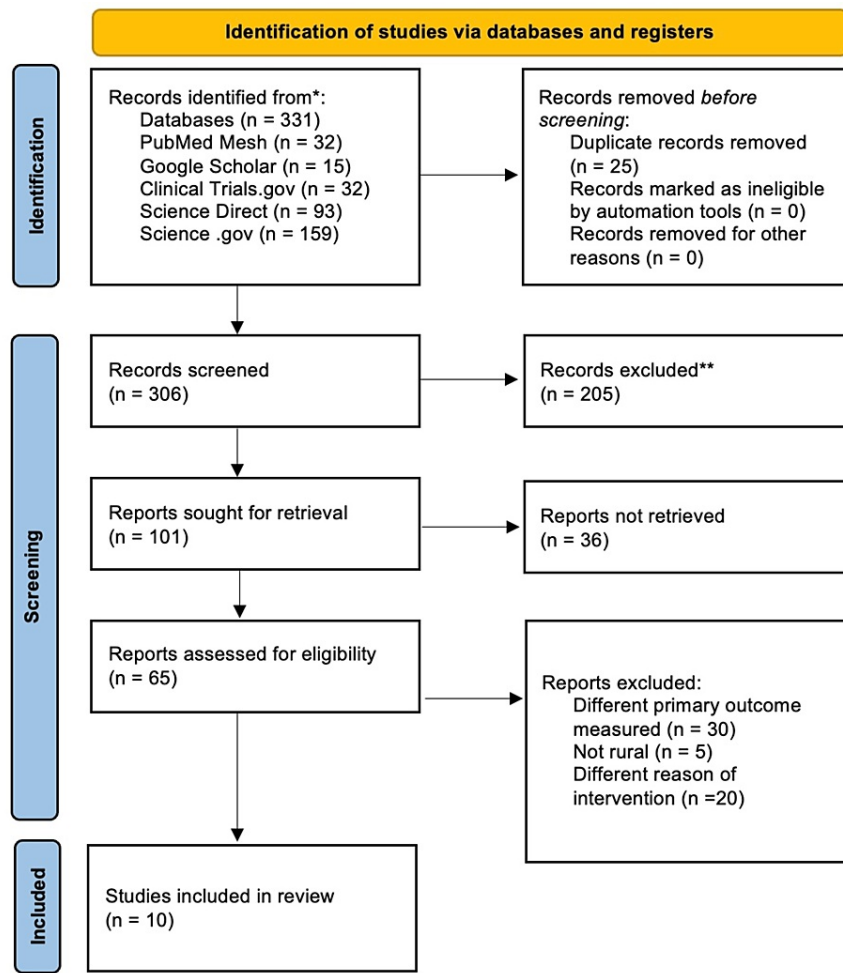 Identification of studies via databases and registers
Identification
Records identified from*:
Databases (n = 331)
PubMed Mesh (n = 32)
Google Scholar (n = 15)
Clinical Trials.gov (n = 32)
Science Direct (n = 93)
Science .gov (n = 159)
Records removed before
screening:
Duplicate records removed
(n = 25)
Records marked as ineligible
by automation tools (n = 0)
Records removed for other
reasons (n = 0)
Screening
Records screened
(n = 306)
Records excluded**
(n = 205)
Reports sought for retrieval
(n = 101)
Reports not retrieved
(n = 36)
Reports assessed for eligibility
(n = 65)
Reports excluded:
Different primary outcome
measured (n = 30)
Not rural (n = 5)
Different reason of
intervention (n =20)
Included
Studies included in review
(n = 10)